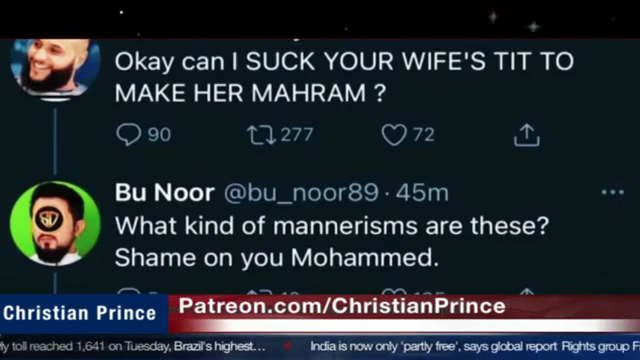 Okay can I SUCK YOUR WIFE'S TIT TO
MAKE HER MAHRAM ?
90 277 72
Bu Noor @bu_noor89 · 45m
What kind of mannerisms are these?
Shame on you Mohammed.
Christian Prince
Patreon.com/ChristianPrince
ly toll reached 1,641 on Tuesday, Brazil's highest... India is now only 'partly free', says global report Rights group F